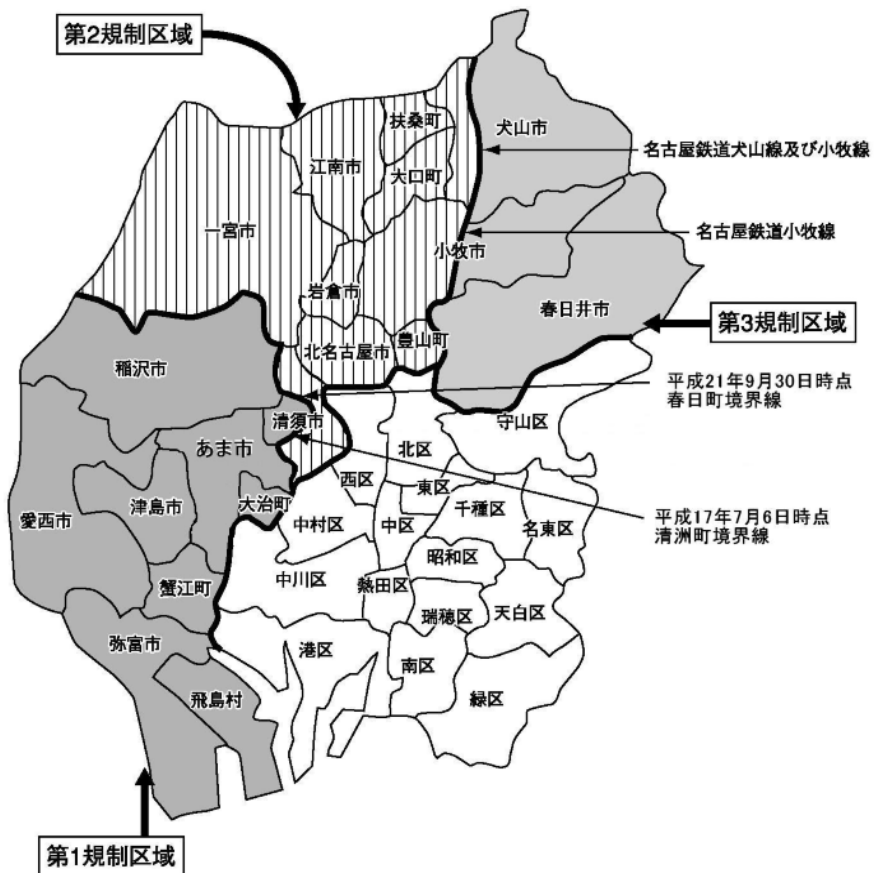 第2規制区域
扶桑町
犬山市
名古屋鉄道犬山線及び小牧線
江南市
大口町
一宮市
小牧市
名古屋鉄道小牧線
岩倉市
春日井市
第3規制区域
北名古屋市
豊山町
稲沢市
平成21年9月30日時点
春日町境界線
清須市
守山区
あま市
北区
西区
東区
愛西市
津島市
大治町
中村区
中区
千種区
名東区
平成17年7月6日時点
清洲町境界線
昭和区
蟹江町
中川区
熱田区
瑞穂区
天白区
弥富市
港区
南区
飛島村
緑区
第1規制区域